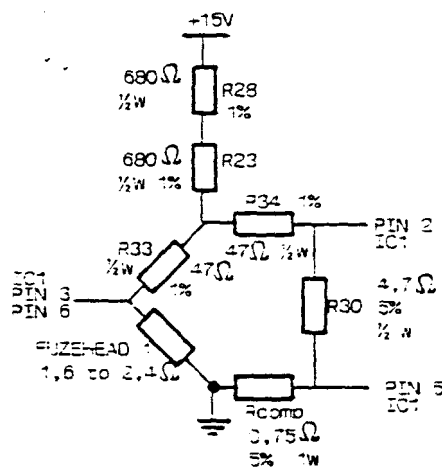 +15V
680Ω
½W
R28
1%
680Ω
½W 1%
R23
R34 1%
47Ω ½W
PIN 2
IC1
R33
½W
47Ω
1%
IC1
PIN 3
PIN 6
R30
4.7Ω
5%
½W
FUZEHEAD 1
1,6 to 2,4Ω
Rcomp
0,75Ω
5% 1W
PIN 5
IC1